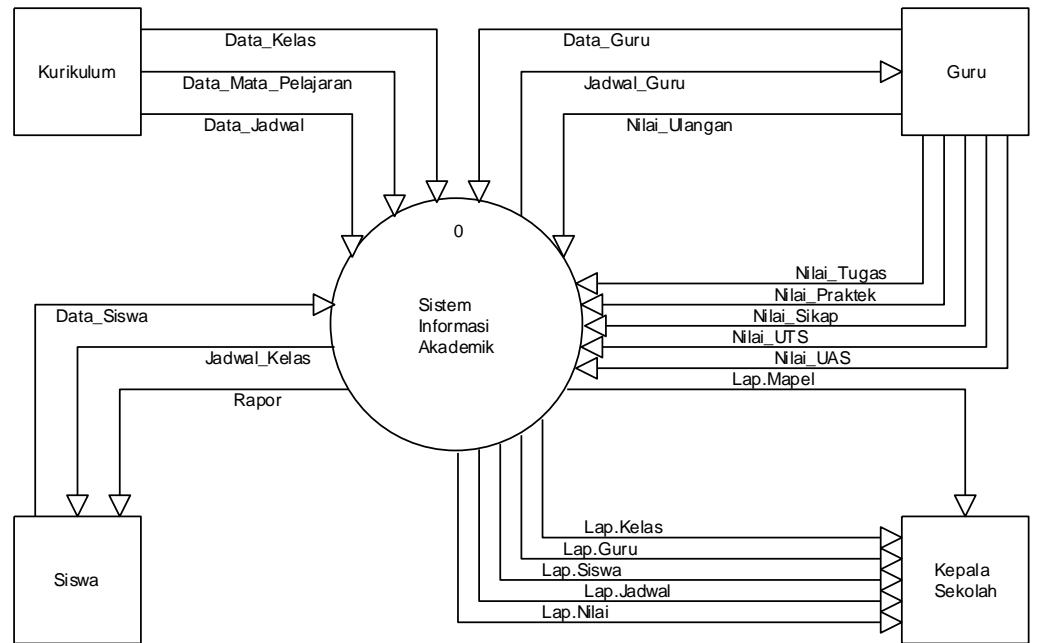 Kurikulum
Data_Kelas
Data_Mata_Pelajaran
Data_Jadwal
Data_Guru
Jadwal_Guru
Nilai_Ulangan
Guru
0
Sistem
Informasi
Akademik
Nilai_Tugas
Nilai_Praktek
Nilai_Sikap
Nilai_UTS
Nilai_UAS
Lap.Mapel
Data_Siswa
Jadwal_Kelas
Rapor
Siswa
Lap.Kelas
Lap.Guru
Lap.Siswa
Lap.Jadwal
Lap.Nilai
Kepala
Sekolah